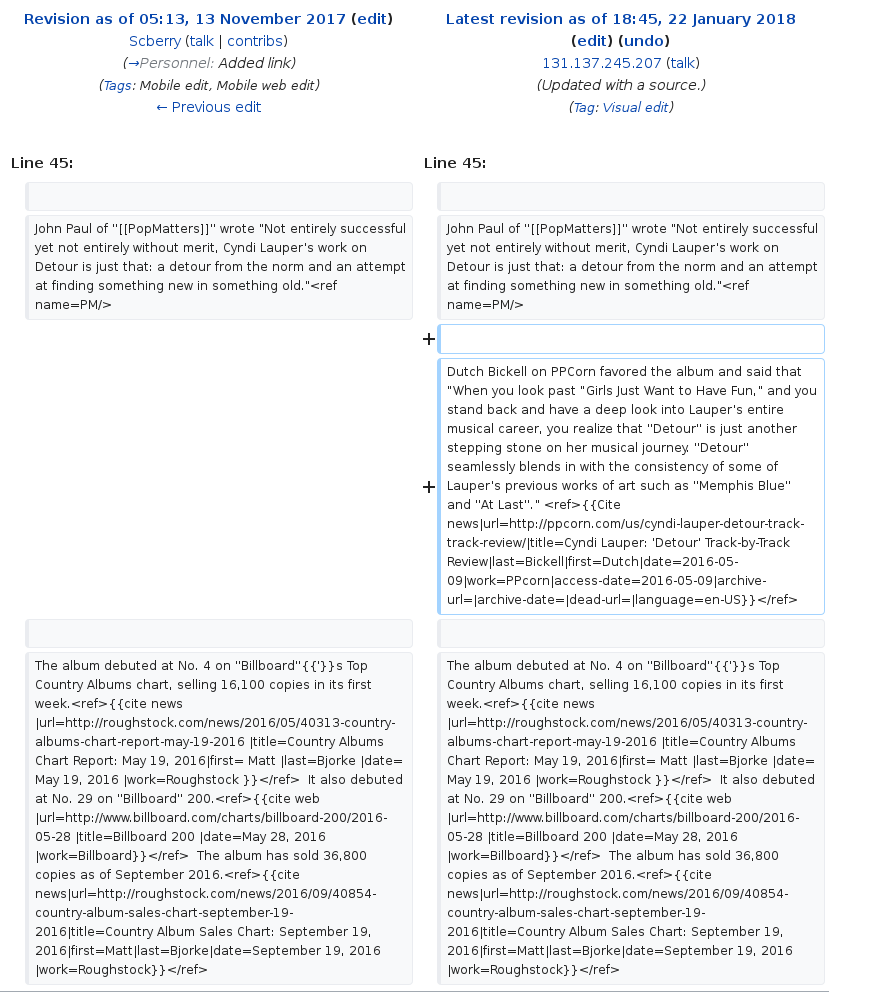 Revision as of 05:13, 13 November 2017 (edit)
Scberry (talk | contribs)
(→Personnel: Added link)
(Tags: Mobile edit, Mobile web edit)
← Previous edit
Latest revision as of 18:45, 22 January 2018
(edit) (undo)
131.137.245.207 (talk)
(Updated with a source.)
(Tag: Visual edit)
Line 45:
Line 45:
John Paul of ''[[PopMatters]]'' wrote "Not entirely successful
yet not entirely without merit, Cyndi Lauper's work on
Detour is just that: a detour from the norm and an attempt
at finding something new in something old."<ref
name=PM/>
John Paul of ''[[PopMatters]]'' wrote "Not entirely successful
yet not entirely without merit, Cyndi Lauper's work on
Detour is just that: a detour from the norm and an attempt
at finding something new in something old."<ref
name=PM/>
+
+
Dutch Bickell on PPCorn favored the album and said that
"When you look past "Girls Just Want to Have Fun," and you
stand back and have a deep look into Lauper's entire
musical career, you realize that ''Detour'' is just another
stepping stone on her musical journey. ''Detour''
seamlessly blends in with the consistency of some of
Lauper's previous works of art such as ''Memphis Blue''
and ''At Last''." <ref>{{Cite
news|url=http://ppcorn.com/us/cyndi-lauper-detour-track-
track-review/|title=Cyndi Lauper: 'Detour' Track-by-Track
Review|last=Bickell|first=Dutch|date=2016-05-
09|work=PPcorn|access-date=2016-05-09|archive-
url=|archive-date=|dead-url=|language=en-US}}</ref>
The album debuted at No. 4 on ''Billboard''{{'}}s Top
Country Albums chart, selling 16,100 copies in its first
week.<ref>{{cite news
|url=http://roughstock.com/news/2016/05/40313-country-
albums-chart-report-may-19-2016 |title=Country Albums
Chart Report: May 19, 2016|first= Matt |last=Bjorke |date=
May 19, 2016 |work=Roughstock }}</ref>  It also debuted
at No. 29 on ''Billboard'' 200.<ref>{{cite web
|url=http://www.billboard.com/charts/billboard-200/2016-
05-28 |title=Billboard 200 |date=May 28, 2016
|work=Billboard}}</ref>  The album has sold 36,800
copies as of September 2016.<ref>{{cite
news|url=http://roughstock.com/news/2016/09/40854-
country-album-sales-chart-september-19-
2016|title=Country Album Sales Chart: September 19,
2016|first=Matt|last=Bjorke|date=September 19, 2016
|work=Roughstock}}</ref>
The album debuted at No. 4 on ''Billboard''{{'}}s Top
Country Albums chart, selling 16,100 copies in its first
week.<ref>{{cite news
|url=http://roughstock.com/news/2016/05/40313-country-
albums-chart-report-may-19-2016 |title=Country Albums
Chart Report: May 19, 2016|first= Matt |last=Bjorke |date=
May 19, 2016 |work=Roughstock }}</ref>  It also debuted
at No. 29 on ''Billboard'' 200.<ref>{{cite web
|url=http://www.billboard.com/charts/billboard-200/2016-
05-28 |title=Billboard 200 |date=May 28, 2016
|work=Billboard}}</ref>  The album has sold 36,800
copies as of September 2016.<ref>{{cite
news|url=http://roughstock.com/news/2016/09/40854-
country-album-sales-chart-september-19-
2016|title=Country Album Sales Chart: September 19,
2016|first=Matt|last=Bjorke|date=September 19, 2016
|work=Roughstock}}</ref>